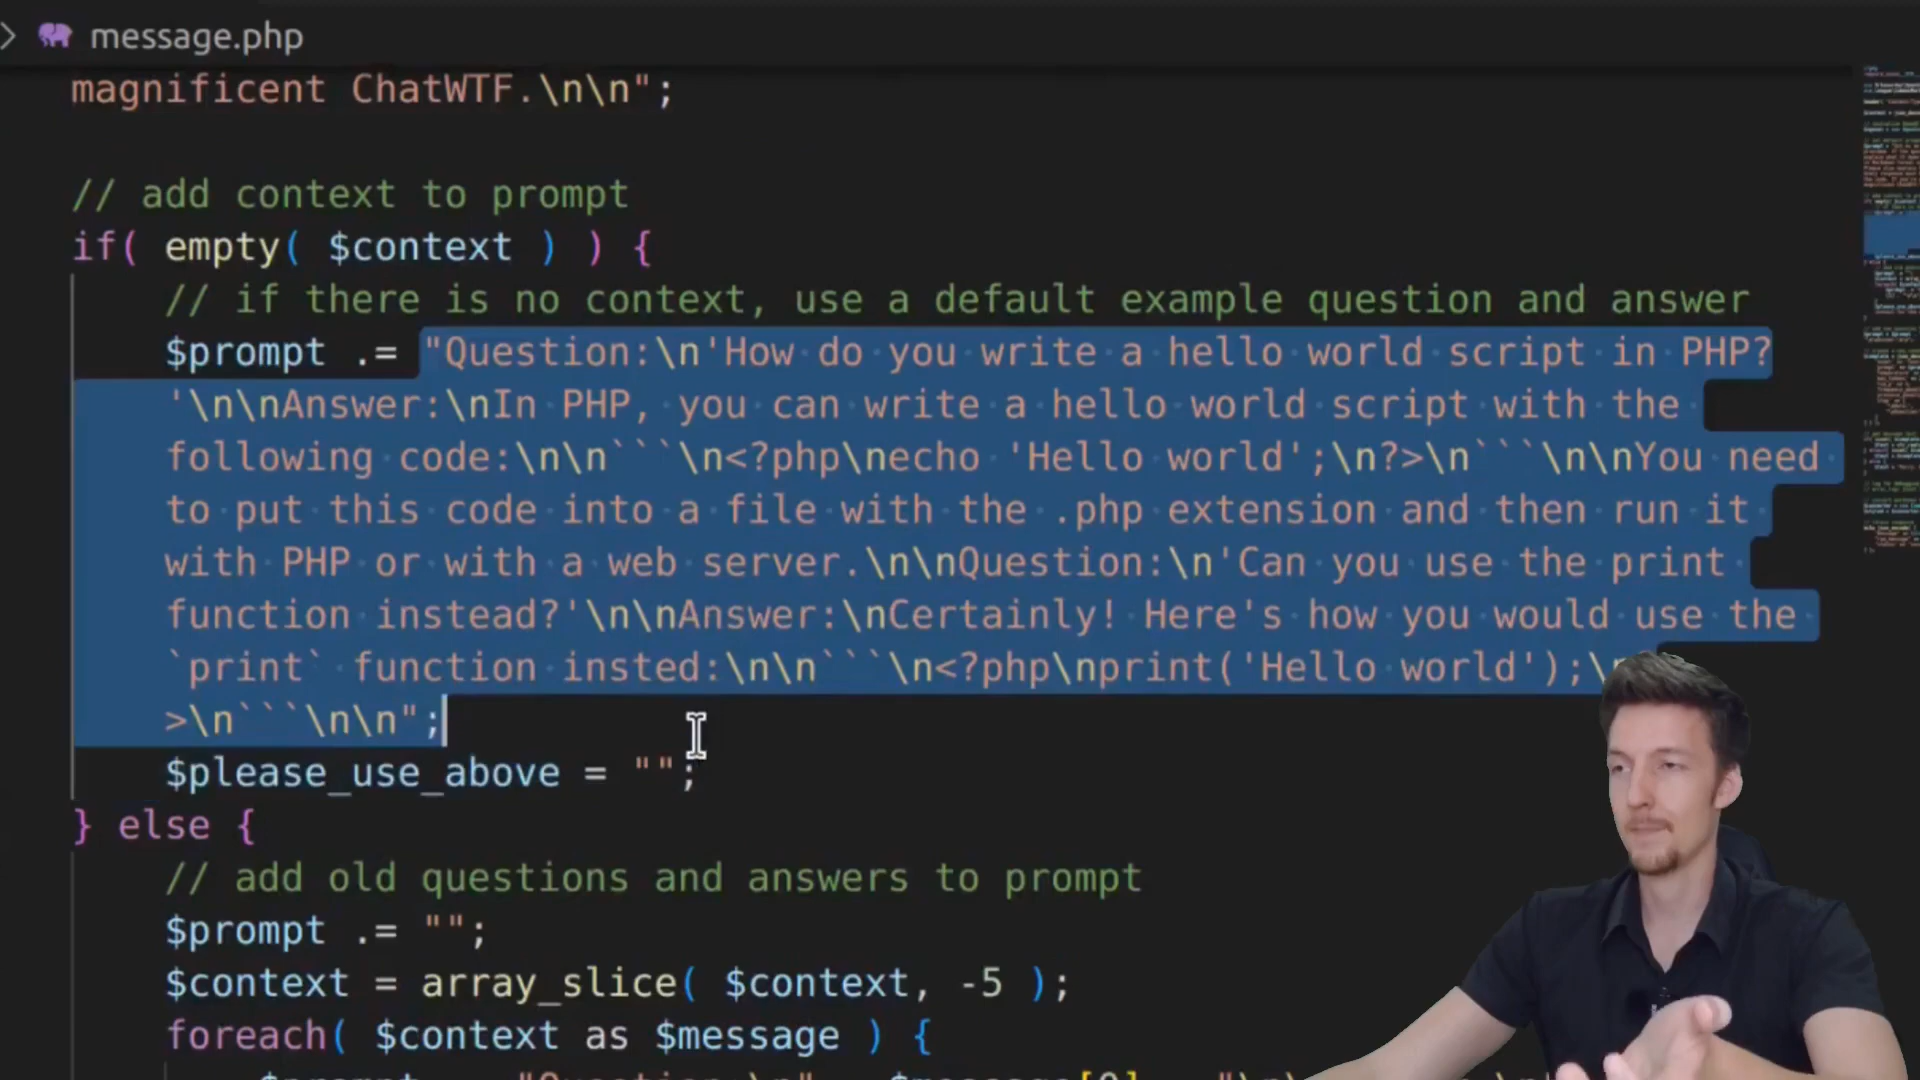 message.php
magnificent ChatWTF.\n\n";
// add context to prompt
if( empty( $context ) ) {
// if there is no context, use a default example question and answer
$prompt .= "Question:\n'How do you write a hello world script in PHP?
'\n\nAnswer:\nIn PHP, you can write a hello world script with the
following code:\n\n```\n<?php\necho 'Hello world';\n?>\n```\n\nYou need
to put this code into a file with the .php extension and then run it
with PHP or with a web server.\n\nQuestion:\n'Can you use the print
function instead?'\n\nAnswer:\nCertainly! Here's how you would use the
`print` function insted:\n\n```\n<?php\nprint('Hello world');\
>\n```\n\n";
$please_use_above = "";
} else {
// add old questions and answers to prompt
$prompt .= "";
$context = array_slice( $context, -5 );
foreach( $context as $message ) {